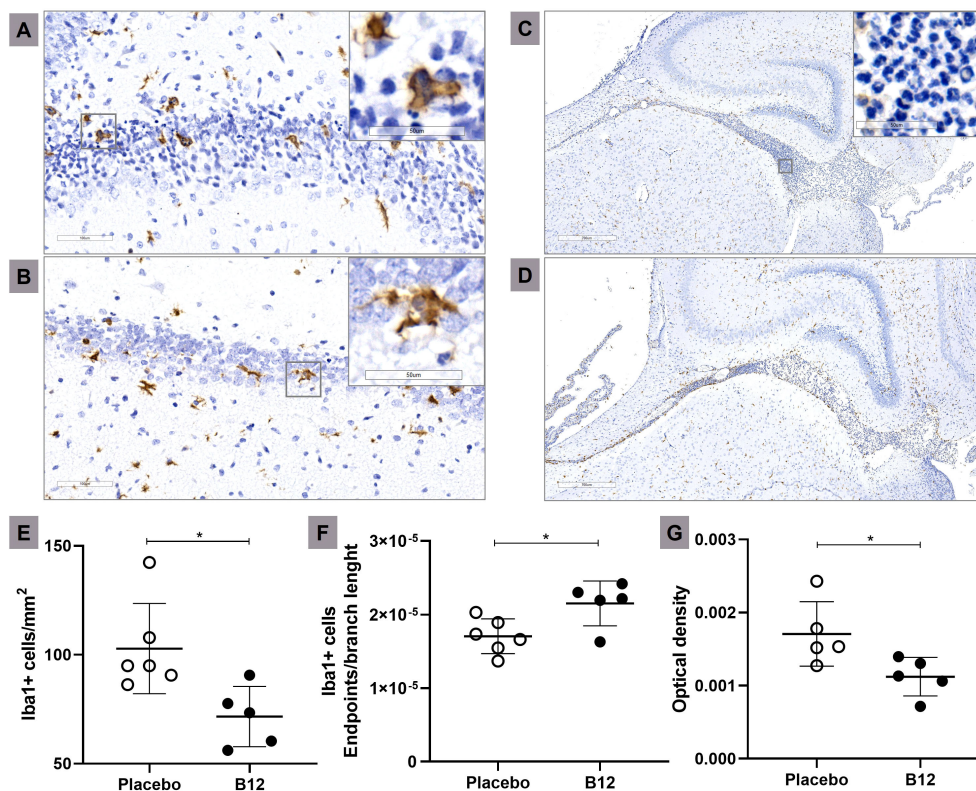 A
50um
100um
B
50um
100um
C
50um
D
E
Iba1+ cells/mm²
150
100
50
*
Placebo
B12
F
Iba1+ cells
Endpoints/branch lenght
3×10⁻⁵
2×10⁻⁵
1×10⁻⁵
0
*
Placebo
B12
G
Optical density
0.003
0.002
0.001
0.000
*
Placebo
B12